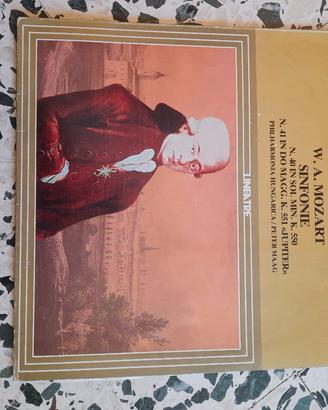 W. A. MOZART
SINFONIE
N. 40 IN SOL MIN. K. 550
N. 41 IN DO MAGG. K. 551 «JUPITER»
PHILHARMONIA HUNGARICA / PETER MAAG
LINEATRE